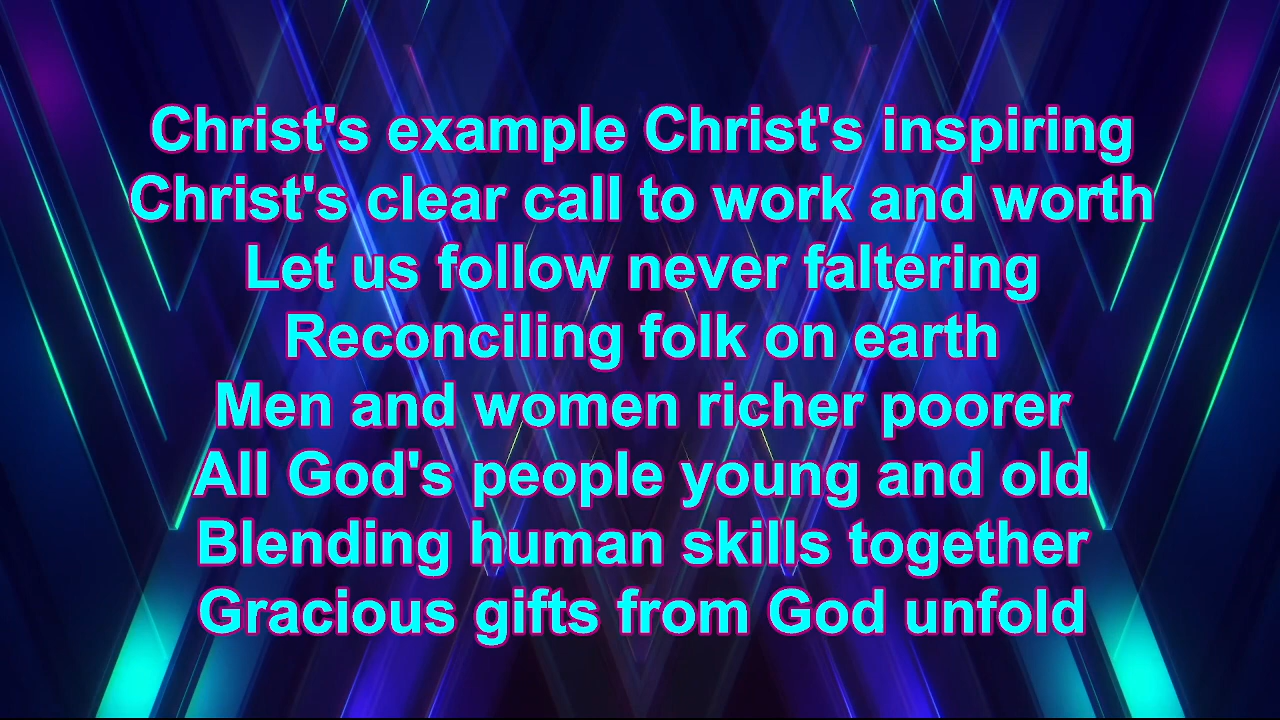 Christ's example Christ's inspiring
Christ's clear call to work and worth
Let us follow never faltering
Reconciling folk on earth
Men and women richer poorer
All God's people young and old
Blending human skills together
Gracious gifts from God unfold